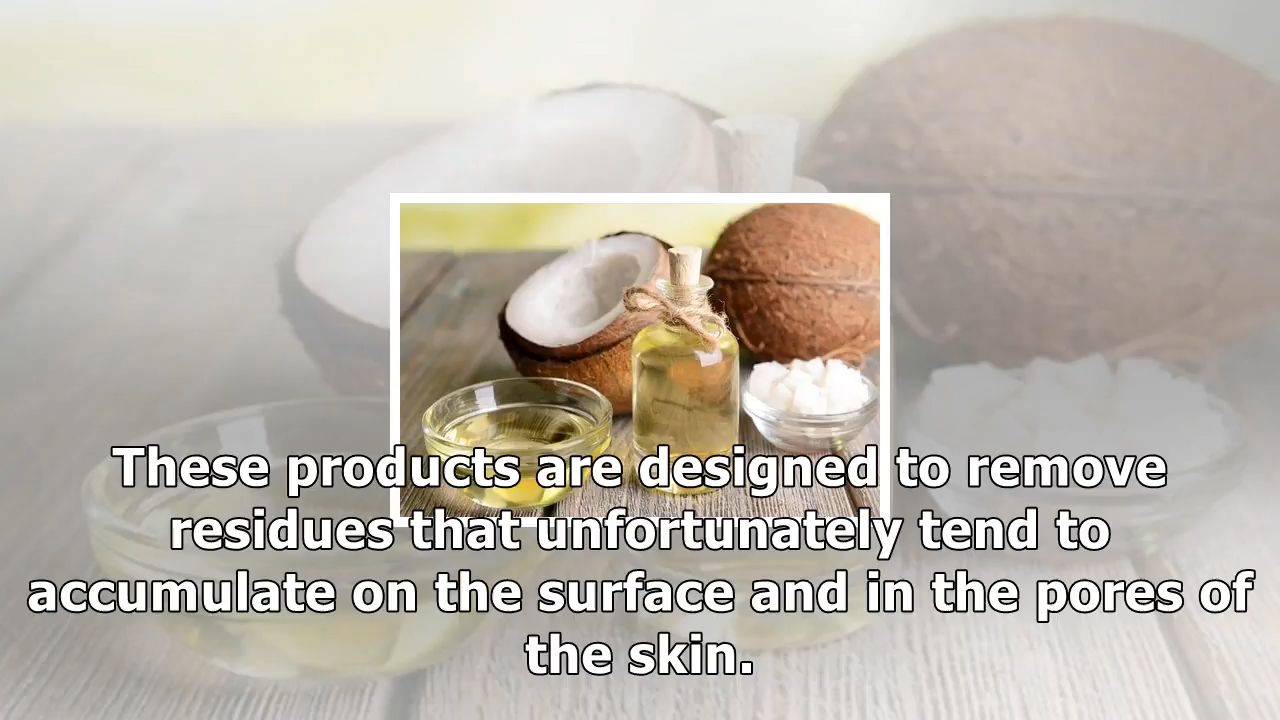 These products are designed to remove
residues that unfortunately tend to
accumulate on the surface and in the pores of
the skin.